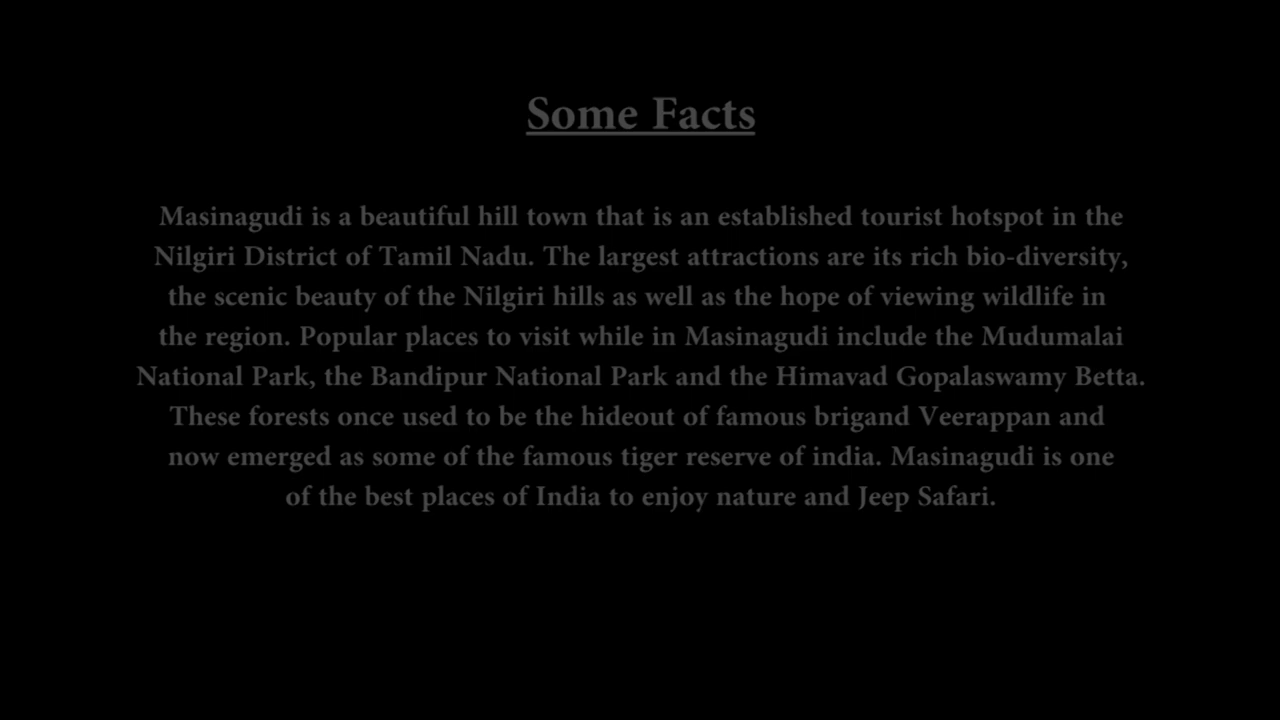 Some Facts
Masinagudi is a beautiful hill town that is an established tourist hotspot in the
Nilgiri District of Tamil Nadu. The largest attractions are its rich bio-diversity,
the scenic beauty of the Nilgiri hills as well as the hope of viewing wildlife in
the region. Popular places to visit while in Masinagudi include the Mudumalai
National Park, the Bandipur National Park and the Himavad Gopalaswamy Betta.
These forests once used to be the hideout of famous brigand Veerappan and
now emerged as some of the famous tiger reserve of india. Masinagudi is one
of the best places of India to enjoy nature and Jeep Safari.